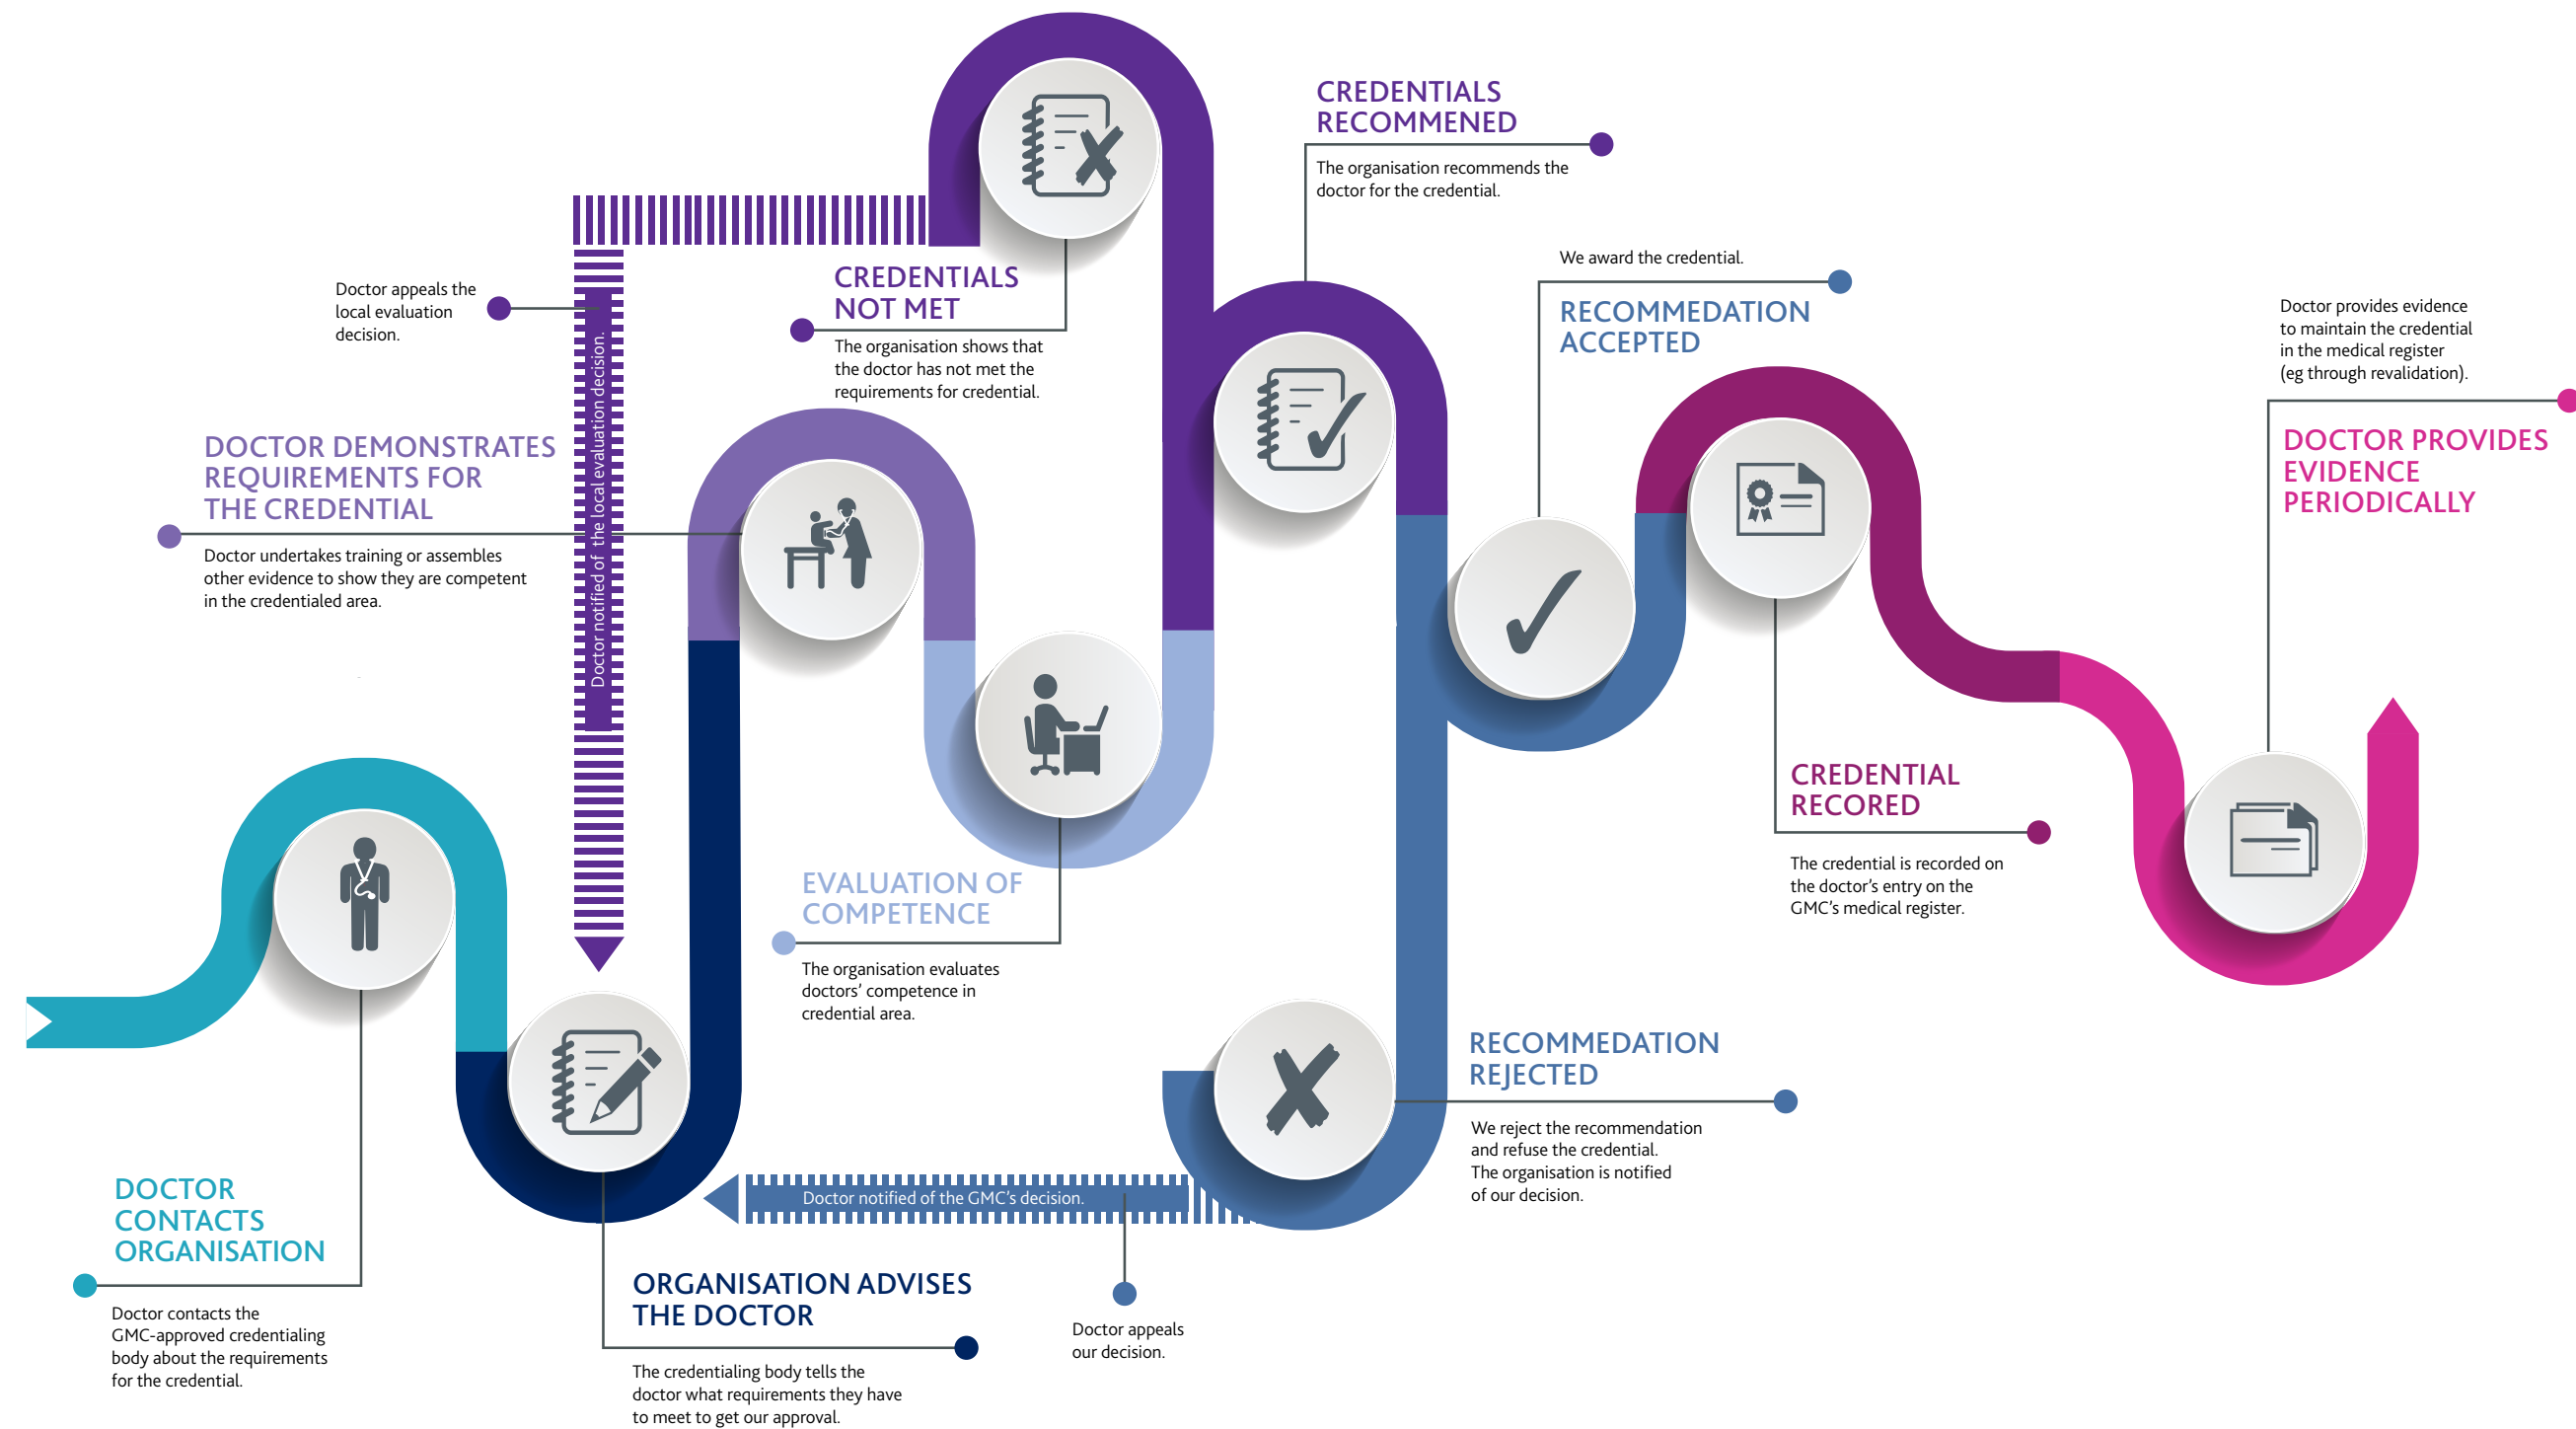 DOCTOR
CONTACTS
ORGANISATION
Doctor contacts the
GMC-approved credentialing
body about the requirements
for the credential.
ORGANISATION ADVISES
THE DOCTOR
The credentialing body tells the
doctor what requirements they have
to meet to get our approval.
DOCTOR DEMONSTRATES
REQUIREMENTS FOR
THE CREDENTIAL
Doctor undertakes training or assembles
other evidence to show they are competent
in the credentialed area.
EVALUATION OF
COMPETENCE
The organisation evaluates
doctors’ competence in
credential area.
CREDENTIALS
NOT MET
The organisation shows that
the doctor has not met the
requirements for credential.
Doctor appeals the
local evaluation
decision.
Doctor notified of the local evaluation decision.
CREDENTIALS
RECOMMENED
The organisation recommends the
doctor for the credential.
We award the credential.
RECOMMEDATION
ACCEPTED
RECOMMEDATION
REJECTED
We reject the recommendation
and refuse the credential.
The organisation is notified
of our decision.
Doctor notified of the GMC’s decision.
Doctor appeals
our decision.
CREDENTIAL
RECORED
The credential is recorded on
the doctor’s entry on the
GMC’s medical register.
Doctor provides evidence
to maintain the credential
in the medical register
(eg through revalidation).
DOCTOR PROVIDES
EVIDENCE
PERIODICALLY